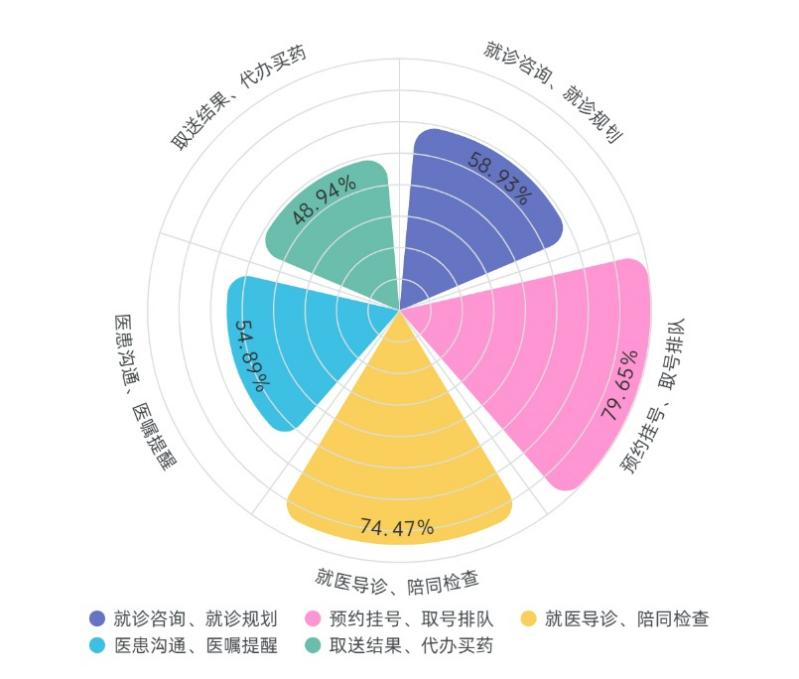 取送结果、代办买药
就诊咨询、就诊规划
48.94%
58.93%
医患沟通、医嘱提醒
54.89%
79.65%
预约挂号、取号排队
74.47%
就医导诊、陪同检查
就诊咨询、就诊规划 预约挂号、取号排队 就医导诊、陪同检查
医患沟通、医嘱提醒 取送结果、代办买药